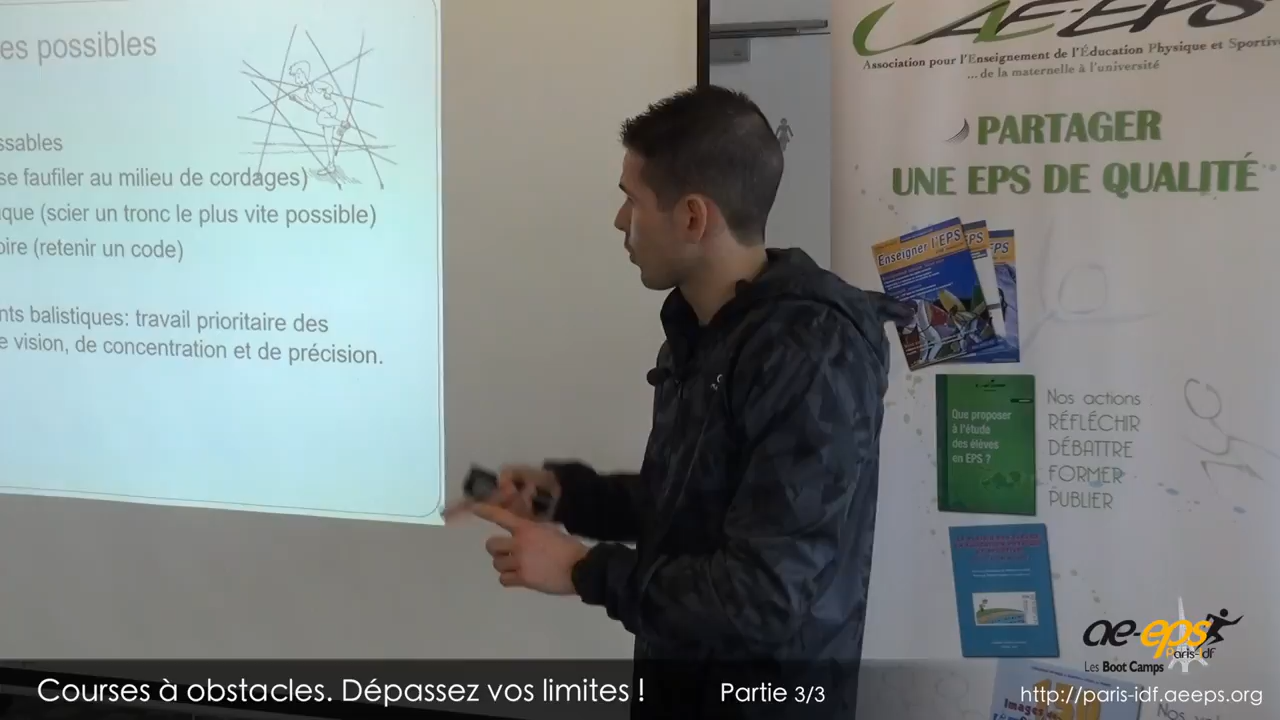 es possibles
ssables
se faufiler au milieu de cordages)
que (scier un tronc le plus vite possible)
oire (retenir un code)
nts balistiques: travail prioritaire des
e vision, de concentration et de précision.
AE-EPS
Association pour l'Enseignement de l'Éducation Physique et Sportive
...de la maternelle à l'université
PARTAGER
UNE EPS DE QUALITÉ
Enseigner l'EPS
EPS
EPS
Que proposer
à l'étude
des élèves
en EPS ?
Nos actions
RÉFLÉCHIR
DÉBATTRE
FORMER
PUBLIER
ae-eps
Paris-idf
Les Boot Camps
Courses à obstacles. Dépassez vos limites !
Partie 3/3
http://paris-idf.aeeps.org
Nos